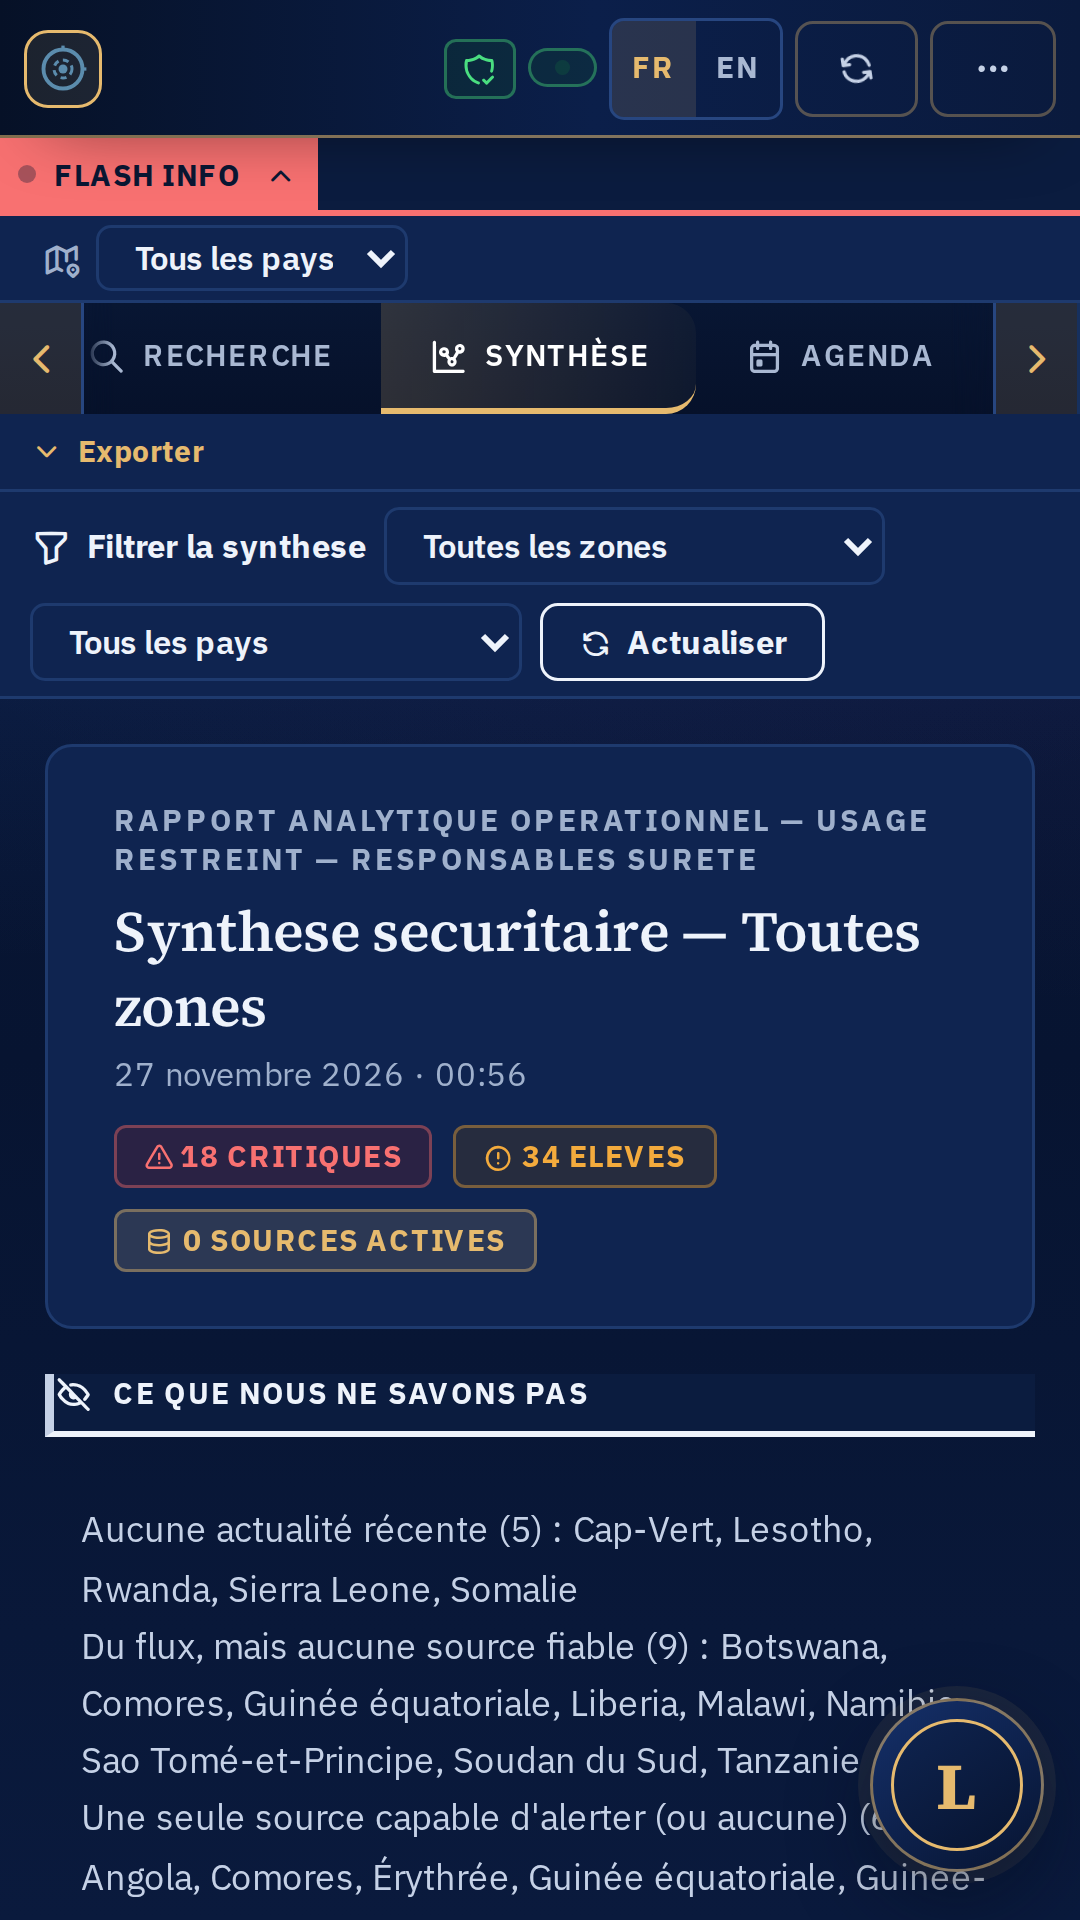 FR
EN
FLASH INFO
Tous les pays
RECHERCHE
SYNTHÈSE
AGENDA
Exporter
Filtrer la synthese
Toutes les zones
Tous les pays
Actualiser
RAPPORT ANALYTIQUE OPERATIONNEL — USAGE
RESTREINT — RESPONSABLES SURETE
Synthese securitaire — Toutes
zones
27 novembre 2026 · 00:56
18 CRITIQUES
34 ELEVES
0 SOURCES ACTIVES
CE QUE NOUS NE SAVONS PAS
Aucune actualité récente (5) : Cap-Vert, Lesotho,
Rwanda, Sierra Leone, Somalie
Du flux, mais aucune source fiable (9) : Botswana,
Comores, Guinée équatoriale, Liberia, Malawi, Namibie
Sao Tomé-et-Principe, Soudan du Sud, Tanzanie
Une seule source capable d'alerter (ou aucune)
Angola, Comores, Érythrée, Guinée équatoriale, Guinée-
L